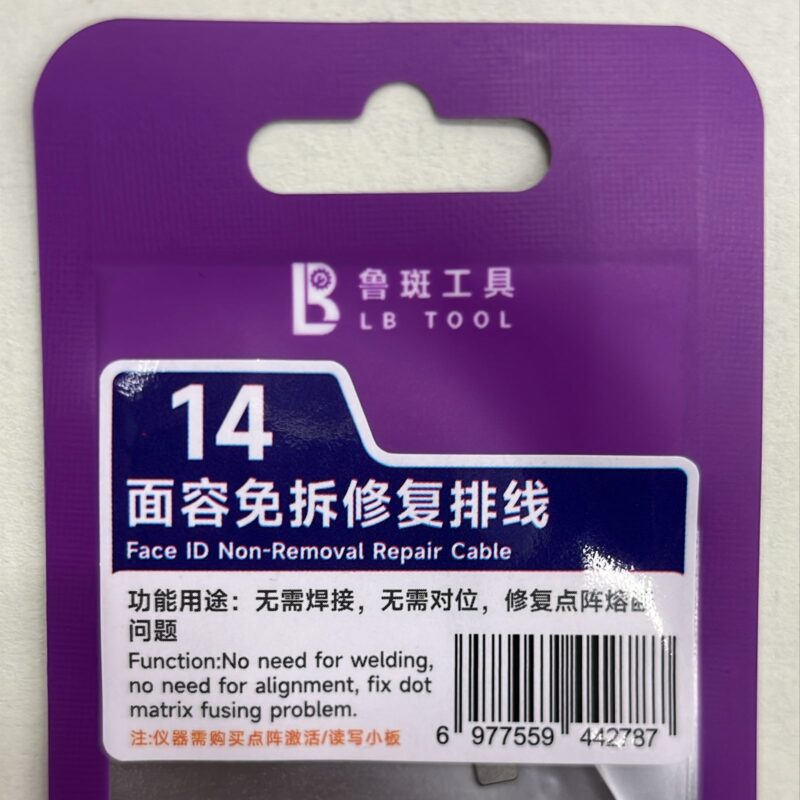 鲁斑工具
LB TOOL
14
面容免拆修复排线
Face ID Non-Removal Repair Cable
功能用途：无需焊接，无需对位，修复点阵熔断
问题
Function:No need for welding,
no need for alignment, fix dot
matrix fusing problem.
注:仪器需购买点阵激活/读写小板
6 977559 442787